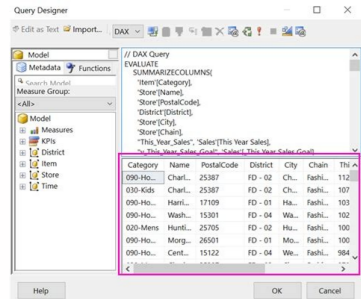 Query Designer
Edit as Text Import... DAX
Model
Metadata Functions
Search Model
Measure Group:
<All>
Model
Measures
KPIs
District
Item
Store
Time
// DAX Query
EVALUATE
SUMMARIZECOLUMNS(
'Item'[Category],
'Store'[Name],
'Store'[PostalCode],
'District'[District],
'Store'[City],
'Store'[Chain],
"This_Year_Sales", 'Sales'[This Year Sales],
Category Name PostalCode District City Chain Thi
090-Ho... Charl... 25387 FD - 02 Ch... Fashi... 112
030-Kids Charl... 25387 FD - 02 Ch... Fashi... 107
090-Ho... Harri... 17109 FD - 01 Ha... Fashi... 103
090-Ho... Wash... 15301 FD - 04 Wa... Fashi... 102
020-Mens Hunti... 25705 FD - 02 Hu... Fashi... 100
090-Ho... Morg... 26501 FD - 01 Mo... Fashi... 100
090-Ho... Cent... 15122 FD - 04 We... Fashi... 984
Help OK Cancel